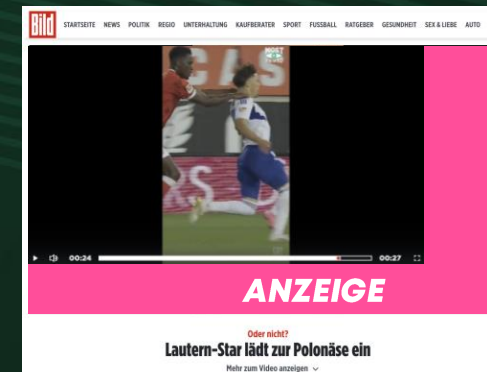 Bild STARTSEITE NEWS POLITIK REGIO UNTERHALTUNG KAUFBERATER SPORT FUSSBALL RATGEBER GESUNDHEIT SEX & LIEBE AUTO
00:24 00:27
ANZEIGE
Oder nicht?
Lautern-Star lädt zur Polonäse ein
Mehr zum Video anzeigen